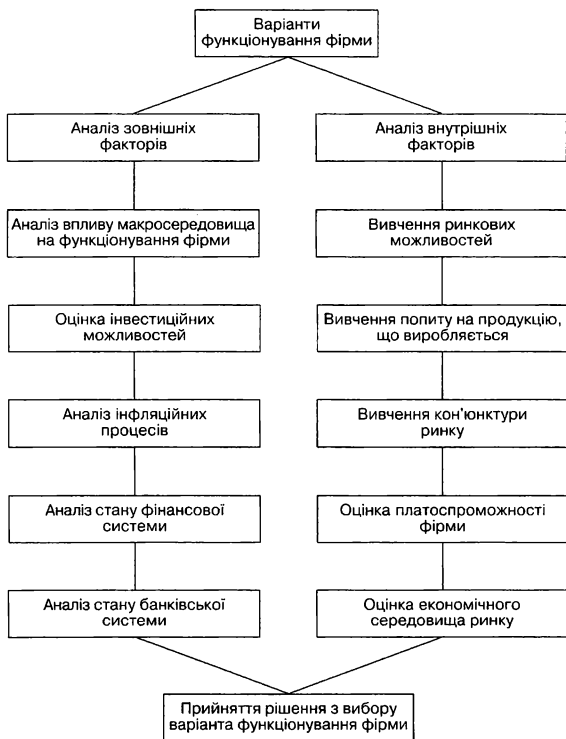 Варіанти
функціонування фірми
Аналіз зовнішніх
факторів
Аналіз внутрішніх
факторів
Аналіз впливу макросередовища
на функціонування фірми
Вивчення ринкових
можливостей
Оцінка інвестиційних
можливостей
Вивчення попиту на продукцію,
що виробляється
Аналіз інфляційних
процесів
Вивчення кон'юнктури
ринку
Аналіз стану фінансової
системи
Оцінка платоспроможності
фірми
Аналіз стану банківської
системи
Оцінка економічного
середовища ринку
Прийняття рішення з вибору
варіанта функціонування фірми